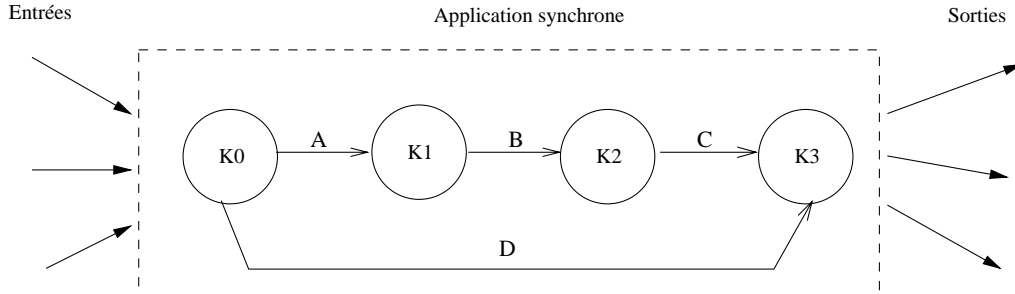 Entrées
Application synchrone
Sorties
K0
A
K1
B
K2
C
K3
D